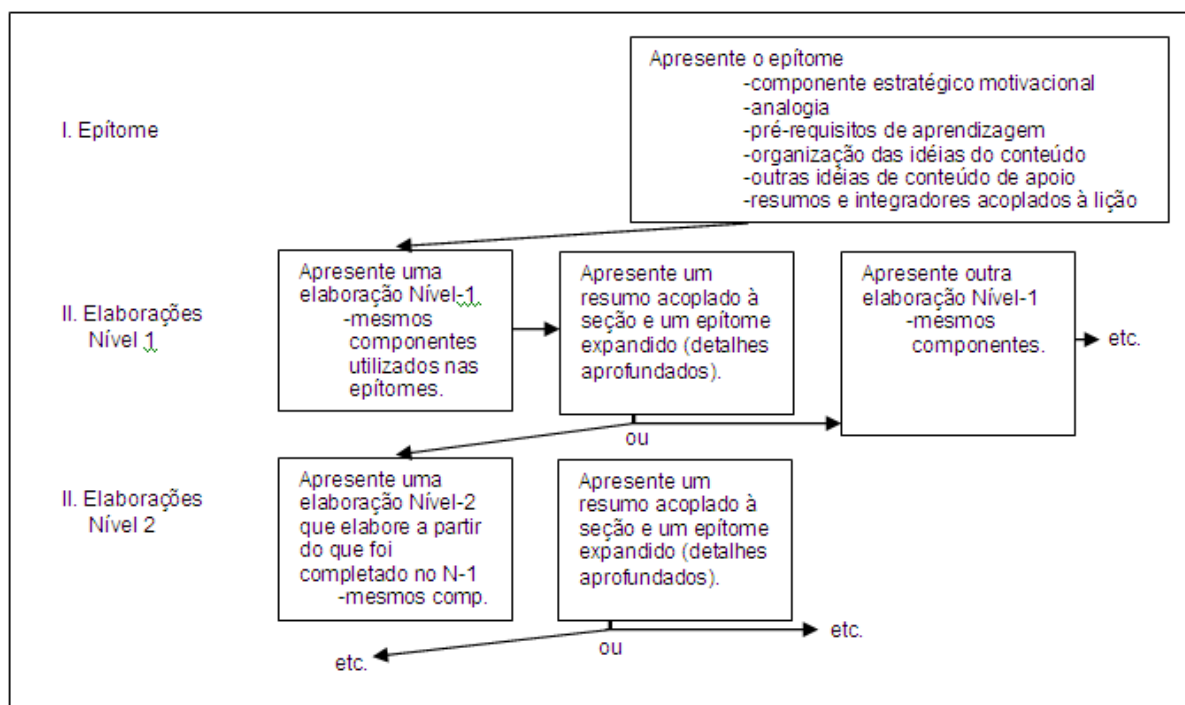 Apresente o epítome
-componente estratégico motivacional
-analogia
-pré-requisitos de aprendizagem
-organização das idéias do conteúdo
-outras idéias de conteúdo de apoio
-resumos e integradores acoplados à lição
I. Epítome
II. Elaborações
Nível 1
Apresente uma
elaboração Nível-1.
-mesmos
componentes
utilizados nas
epítomes.
Apresente um
resumo acoplado à
seção e um epítome
expandido (detalhes
aprofundados).
Apresente outra
elaboração Nível-1
-mesmos
componentes.
etc.
ou
II. Elaborações
Nível 2
Apresente uma
elaboração Nível-2
que elabore a partir
do que foi
completado no N-1
-mesmos comp.
Apresente um
resumo acoplado à
seção e um epítome
expandido (detalhes
aprofundados).
etc.
ou
etc.